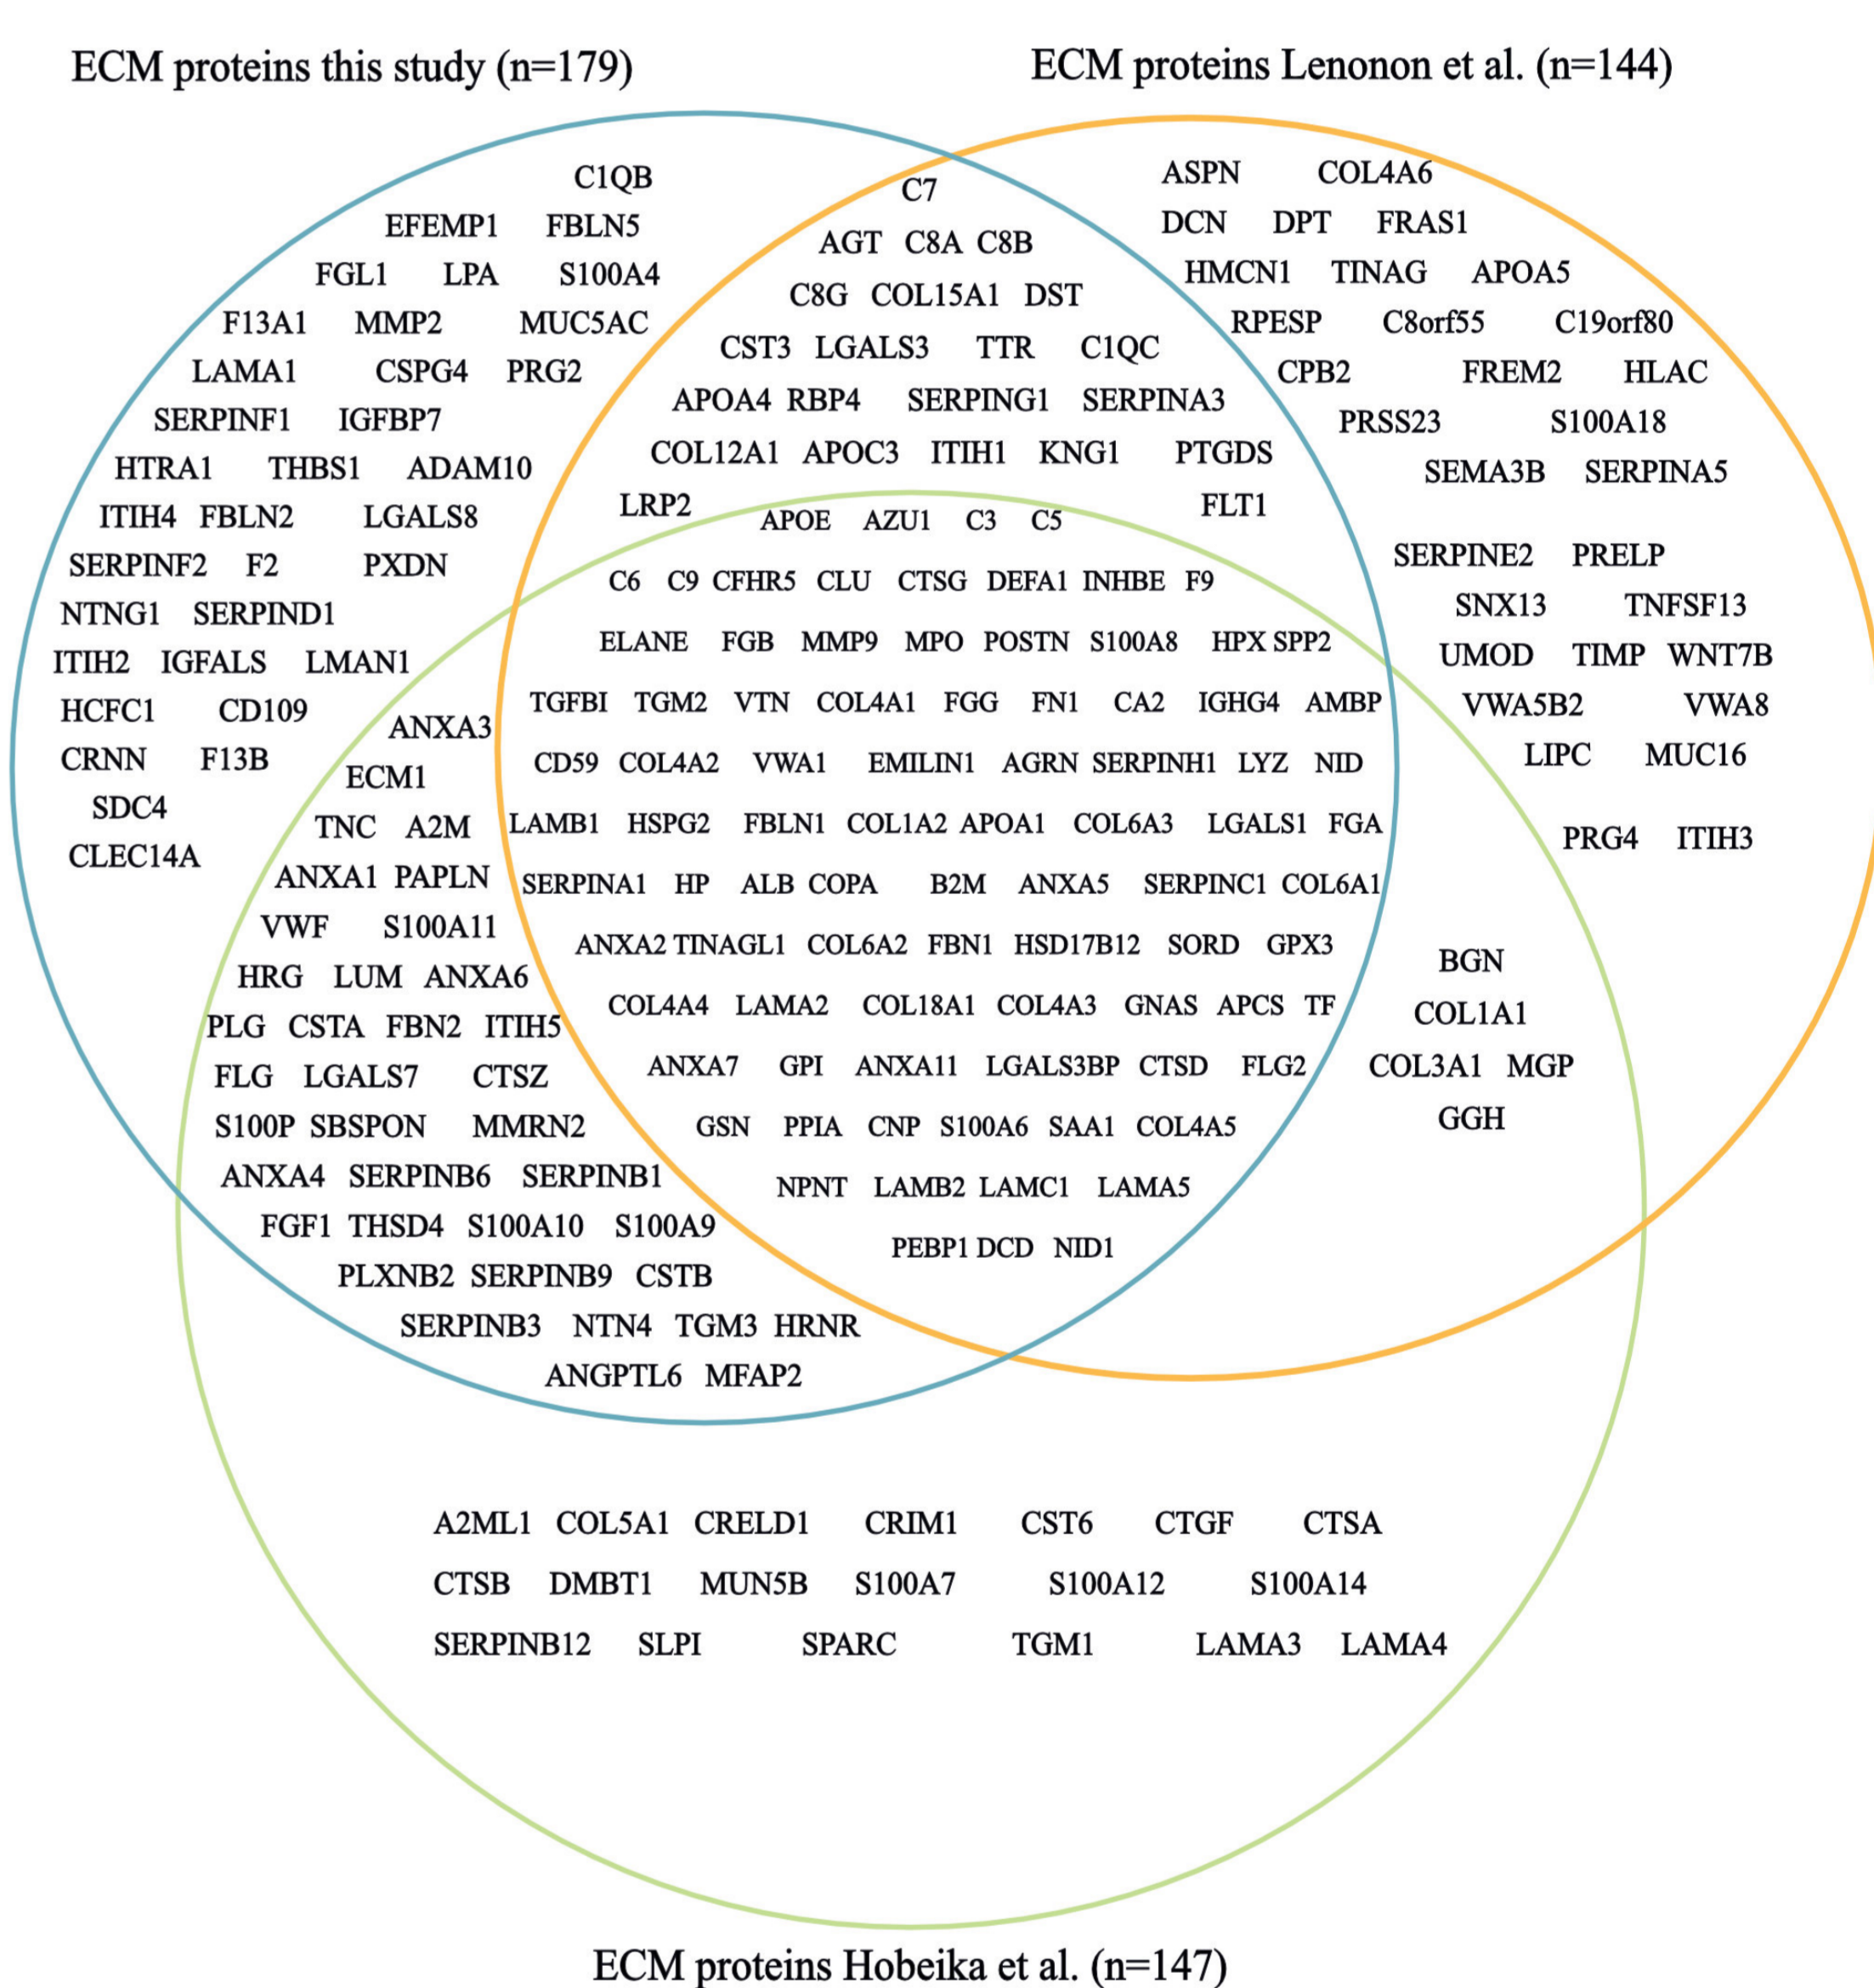 ECM proteins this study (n=179)
ECM proteins Lenonon et al. (n=144)
C1QB
EFEMP1 FBLN5
FGL1 LPA S100A4
F13A1 MMP2 MUC5AC
LAMA1 CSPG4 PRG2
SERPINF1 IGFBP7
HTRA1 THBS1 ADAM10
ITIH4 FBLN2 LGALS8
SERPINF2 F2 PXDN
NTNG1 SERPIND1
ITIH2 IGFALS LMAN1
HCFC1 CD109
CRNN F13B
SDC4
CLEC14A
C7
AGT C8A C8B
C8G COL15A1 DST
CST3 LGALS3 TTR C1QC
APOA4 RBP4 SERPING1 SERPINA3
COL12A1 APOC3 ITIH1 KNG1 PTGDS
LRP2 FLT1
ASPN COL4A6
DCN DPT FRAS1
HMCN1 TINAG APOA5
RPESP C8orf55 C19orf80
CPB2 FREM2 HLAC
PRSS23 S100A18
SEMA3B SERPINA5
SERPINE2 PRELP
SNX13 TNFSF13
UMOD TIMP WNT7B
VWA5B2 VWA8
LIPC MUC16
PRG4 ITIH3
APOE AZU1 C3 C5
C6 C9 CFHR5 CLU CTSG DEFA1 INHBE F9
ELANE FGB MMP9 MPO POSTN S100A8 HPX SPP2
TGFBI TGM2 VTN COL4A1 FGG FN1 CA2 IGHG4 AMBP
CD59 COL4A2 VWA1 EMILIN1 AGRN SERPINH1 LYZ NID
LAMB1 HSPG2 FBLN1 COL1A2 APOA1 COL6A3 LGALS1 FGA
SERPINA1 HP ALB COPA B2M ANXA5 SERPINC1 COL6A1
ANXA2 TINAGL1 COL6A2 FBN1 HSD17B12 SORD GPX3
COL4A4 LAMA2 COL18A1 COL4A3 GNAS APCS TF
ANXA7 GPI ANXA11 LGALS3BP CTSD FLG2
GSN PPIA CNP S100A6 SAA1 COL4A5
NPNT LAMB2 LAMC1 LAMA5
PEBP1 DCD NID1
ANXA3
ECM1
TNC A2M
ANXA1 PAPLN
VWF S100A11
HRG LUM ANXA6
PLG CSTA FBN2 ITIH5
FLG LGALS7 CTSZ
S100P SBSPON MMRN2
ANXA4 SERPINB6 SERPINB1
FGF1 THSD4 S100A10 S100A9
PLXNB2 SERPINB9 CSTB
SERPINB3 NTN4 TGM3 HRNR
ANGPTL6 MFAP2
BGN
COL1A1
COL3A1 MGP
GGH
A2ML1 COL5A1 CRELD1 CRIM1 CST6 CTGF CTSA
CTSB DMBT1 MUN5B S100A7 S100A12 S100A14
SERPINB12 SLPI SPARC TGM1 LAMA3 LAMA4
ECM proteins Hobeika et al. (n=147)